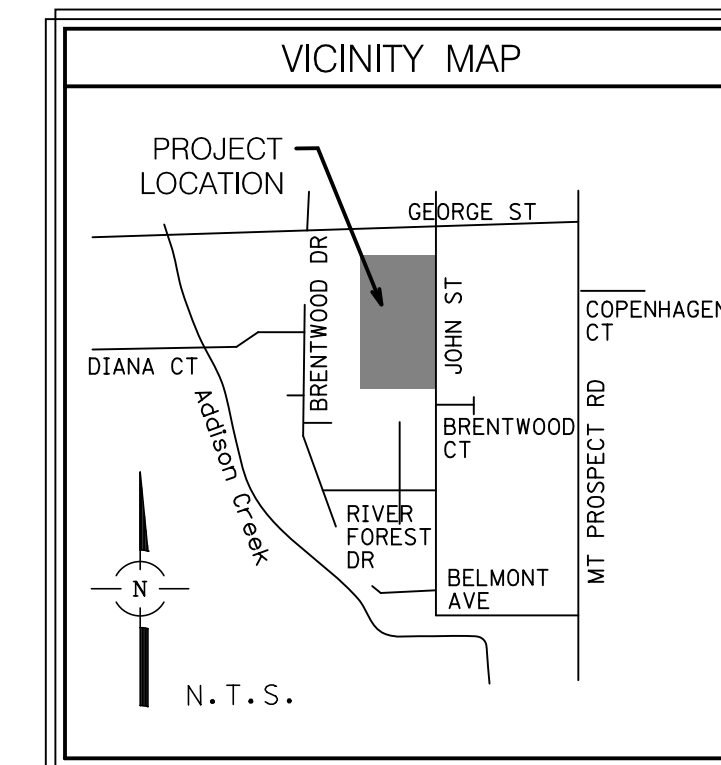 VICINITY MAP
PROJECT
LOCATION
GEORGE ST
BRENTWOOD DR
JOHN ST
COPENHAGEN
CT
DIANA CT
Addison Creek
BRENTWOOD
CT
MT PROSPECT RD
RIVER
FOREST
DR
BELMONT
AVE
N
N.T.S.